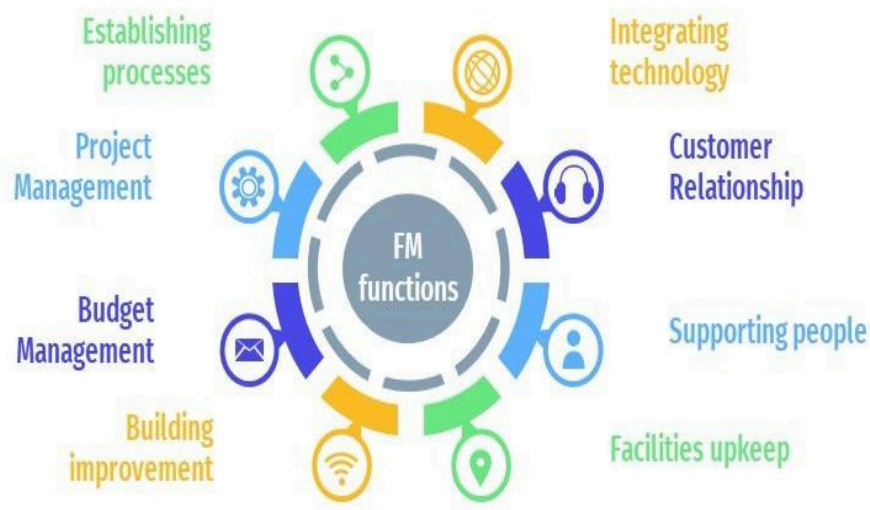 Establishing
processes
Integrating
technology
Project
Management
Customer
Relationship
FM
functions
Budget
Management
Supporting people
Building
improvement
Facilities upkeep